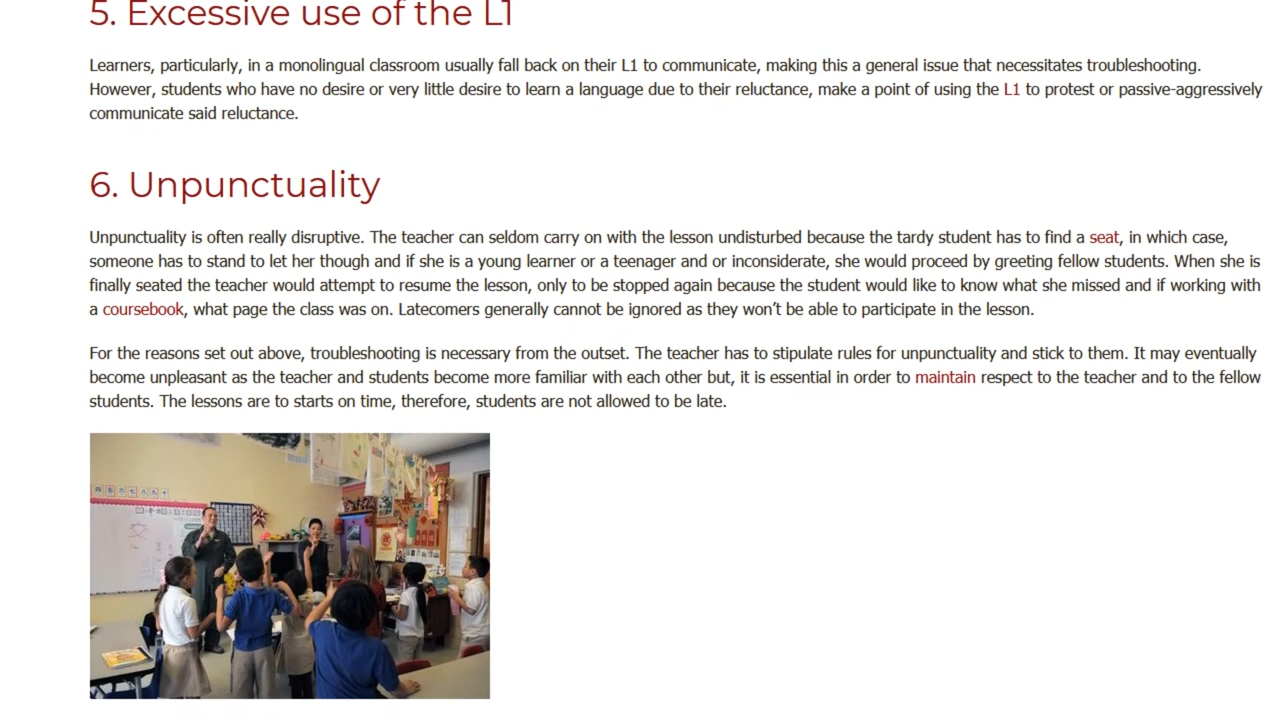 5. Excessive use of the L1
Learners, particularly, in a monolingual classroom usually fall back on their L1 to communicate, making this a general issue that necessitates troubleshooting.
However, students who have no desire or very little desire to learn a language due to their reluctance, make a point of using the L1 to protest or passive-aggressively
communicate said reluctance.
6. Unpunctuality
Unpunctuality is often really disruptive. The teacher can seldom carry on with the lesson undisturbed because the tardy student has to find a seat, in which case,
someone has to stand to let her though and if she is a young learner or a teenager and or inconsiderate, she would proceed by greeting fellow students. When she is
finally seated the teacher would attempt to resume the lesson, only to be stopped again because the student would like to know what she missed and if working with
a coursebook, what page the class was on. Latecomers generally cannot be ignored as they won’t be able to participate in the lesson.
For the reasons set out above, troubleshooting is necessary from the outset. The teacher has to stipulate rules for unpunctuality and stick to them. It may eventually
become unpleasant as the teacher and students become more familiar with each other but, it is essential in order to maintain respect to the teacher and to the fellow
students. The lessons are to starts on time, therefore, students are not allowed to be late.